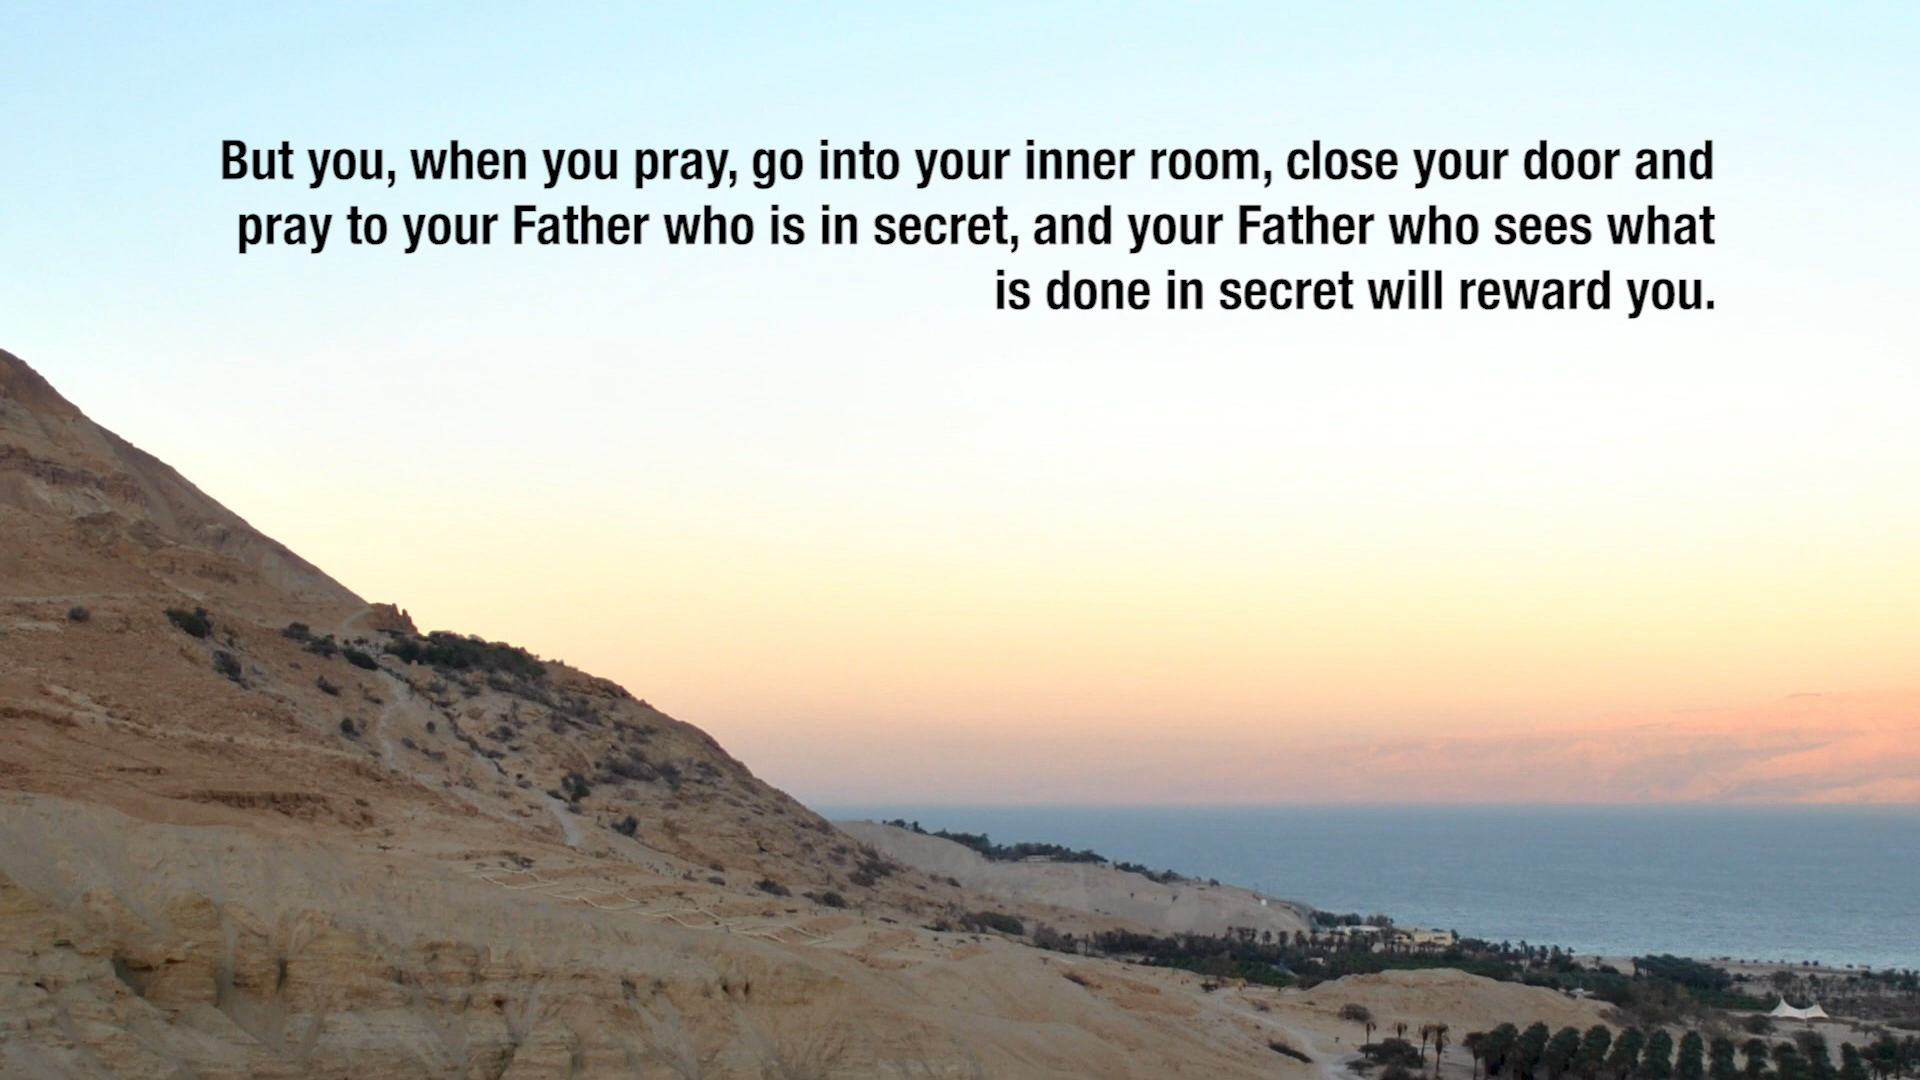 But you, when you pray, go into your inner room, close your door and
pray to your Father who is in secret, and your Father who sees what
is done in secret will reward you.